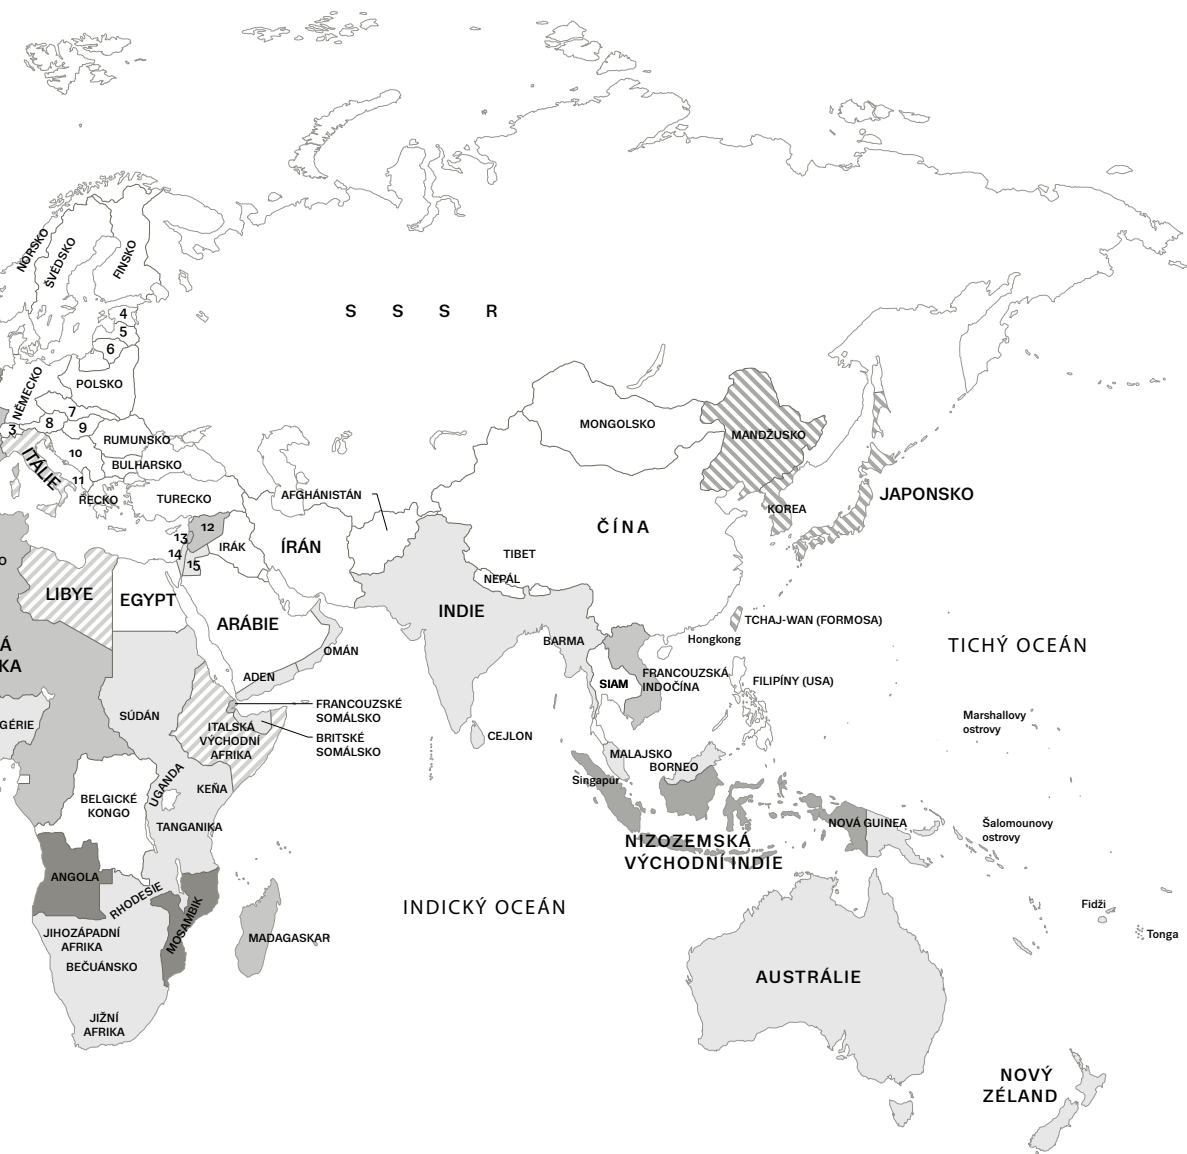 NORSKO
ŠVÉDSKO
FINSKO
S S S R
4
5
6
NĚMECKO
POLSKO
7
3
8
9
RUMUNSKO
10
ITÁLIE
BULHARSKO
11
ŘECKO
TURECKO
AFGHÁNISTÁN
MONGOLSKO
MANDŽUSKO
KOREA
JAPONSKO
12
13
14
15
IRÁK
ÍRÁN
ČÍNA
TIBET
NEPÁL
O
LIBYE
EGYPT
ARÁBIE
INDIE
BARMA
Hongkong
TCHAJ-WAN (FORMOSA)
TICHÝ OCEÁN
Á
KA
OMÁN
ADEN
SIAM
FRANCOUZSKÁ
INDOČÍNA
FILIPÍNY (USA)
FRANCOUZSKÉ
SOMÁLSKO
GÉRIE
SÚDÁN
ITALSKÁ
VÝCHODNÍ
AFRIKA
BRITSKÉ
SOMÁLSKO
CEJLON
Marshallovy
ostrovy
MALAJSKO
BORNEO
Singapur
UGANDA
KEŇA
BELGICKÉ
KONGO
TANGANIKA
NOVÁ GUINEA
Šalomounovy
ostrovy
NIZOZEMSKÁ
VÝCHODNÍ INDIE
ANGOLA
RHODESIE
MOSAMBIK
INDICKÝ OCEÁN
Fidži
Tonga
JIHOZÁPADNÍ
AFRIKA
MADAGASKAR
BEČUÁNSKO
AUSTRÁLIE
JIŽNÍ
AFRIKA
NOVÝ
ZÉLAND